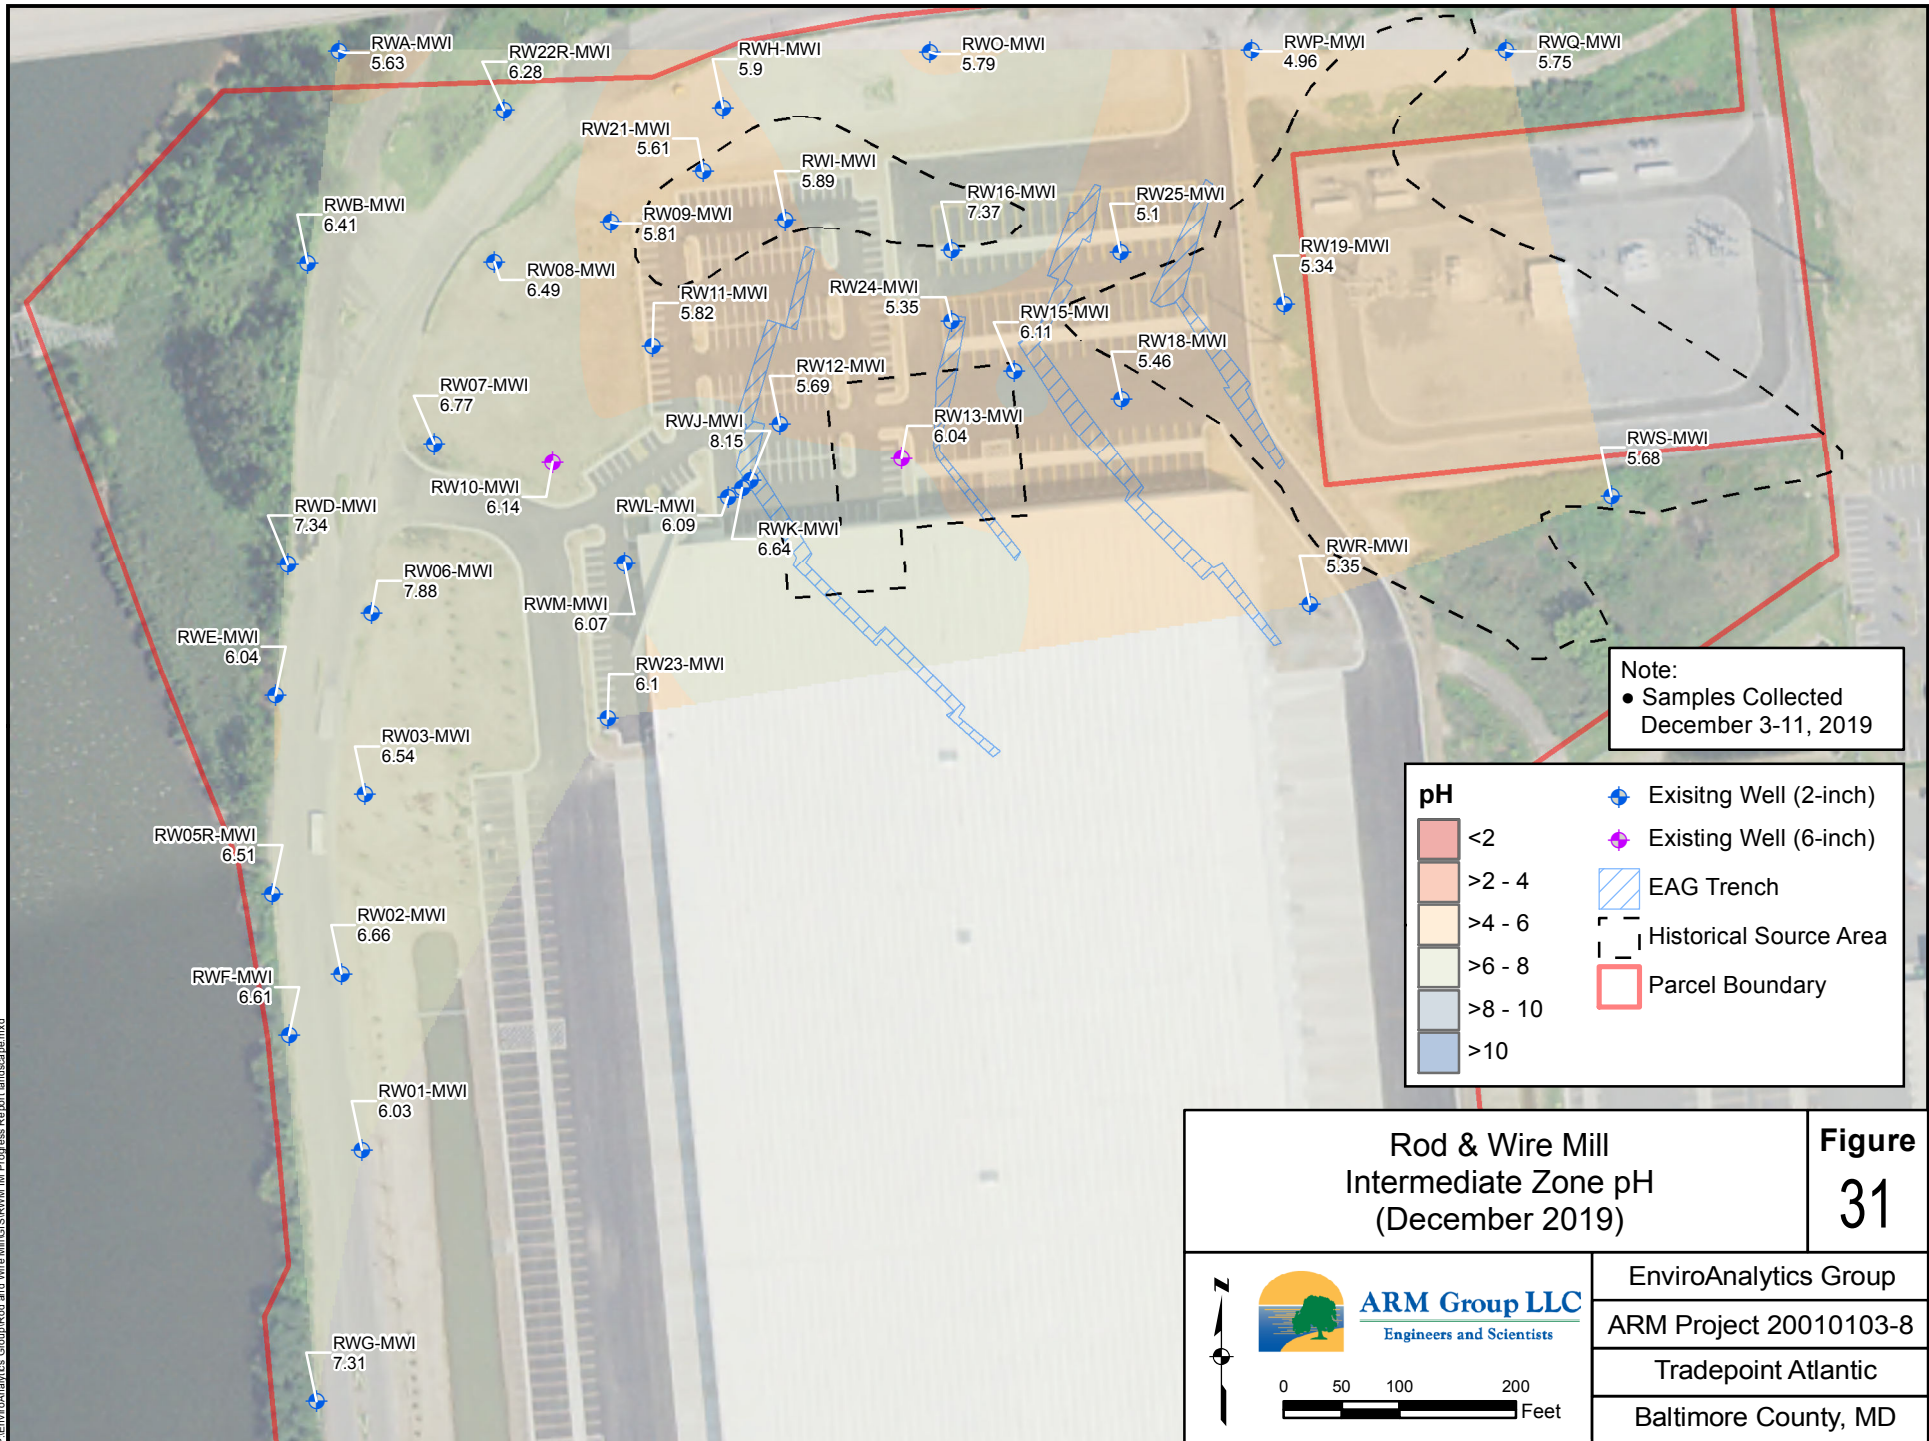 RWA-MWI
5.63
RW22R-MWI
6.28
RWH-MWI
5.9
RWO-MWI
5.79
RWP-MWI
4.96
RWQ-MWI
5.75
RW21-MWI
5.61
RWI-MWI
5.89
RWB-MWI
6.41
RW09-MWI
5.81
RW16-MWI
7.37
RW25-MWI
5.1
RW19-MWI
5.34
RW08-MWI
6.49
RW11-MWI
5.82
RW24-MWI
5.35
RW15-MWI
6.11
RW18-MWI
5.46
RW12-MWI
5.69
RW07-MWI
6.77
RWJ-MWI
8.15
RW13-MWI
6.04
RWS-MWI
5.68
RW10-MWI
6.14
RWL-MWI
6.09
RWK-MWI
6.64
RWD-MWI
7.34
RWR-MWI
5.35
RW06-MWI
7.88
RWM-MWI
6.07
RWE-MWI
6.04
RW23-MWI
6.1
RW03-MWI
6.54
RW05R-MWI
6.51
RW02-MWI
6.66
RWF-MWI
6.61
RW01-MWI
6.03
RWG-MWI
7.31
Note:
● Samples Collected
December 3-11, 2019
pH
<2
>2 - 4
>4 - 6
>6 - 8
>8 - 10
>10
Exisitng Well (2-inch)
Existing Well (6-inch)
EAG Trench
Historical Source Area
Parcel Boundary
Rod & Wire Mill
Intermediate Zone pH
(December 2019)
Figure
31
N
ARM Group LLC
Engineers and Scientists
0 50 100 200
Feet
EnviroAnalytics Group
ARM Project 20010103-8
Tradepoint Atlantic
Baltimore County, MD